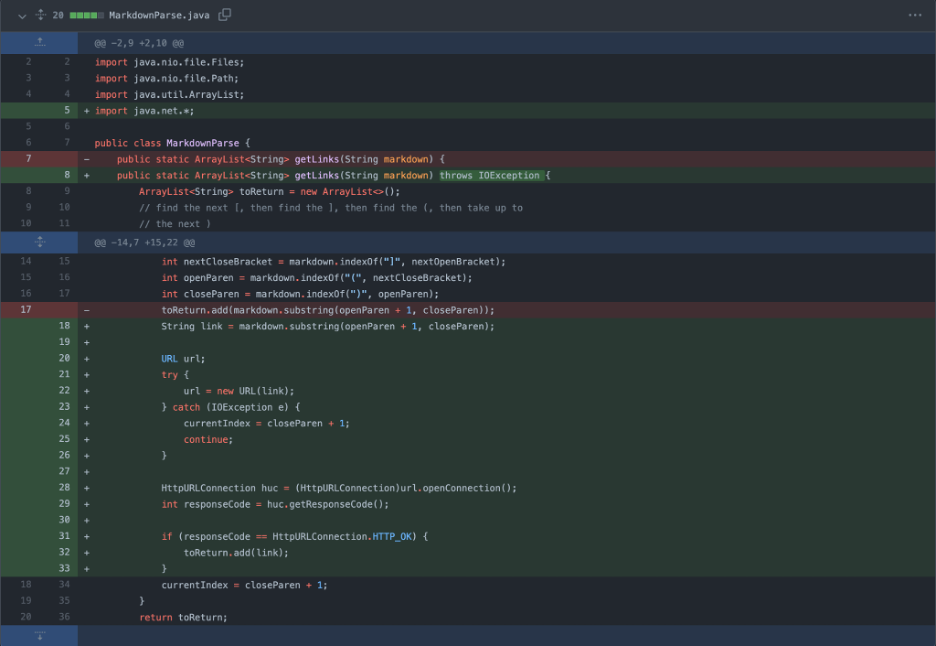 20 MarkdownParse.java
@@ -2,9 +2,10 @@
2 2 import java.nio.file.Files;
3 3 import java.nio.file.Path;
4 4 import java.util.ArrayList;
5 + import java.net.*;
5 6
6 7 public class MarkdownParse {
7 - public static ArrayList<String> getLinks(String markdown) {
8 + public static ArrayList<String> getLinks(String markdown) throws IOException {
8 9 ArrayList<String> toReturn = new ArrayList<>();
9 10 // find the next [, then find the ], then find the (, then take up to
10 11 // the next )
@@ -14,7 +15,22 @@
14 15 int nextCloseBracket = markdown.indexOf("]", nextOpenBracket);
15 16 int openParen = markdown.indexOf("(", nextCloseBracket);
16 17 int closeParen = markdown.indexOf(")", openParen);
17 - toReturn.add(markdown.substring(openParen + 1, closeParen));
18 + String link = markdown.substring(openParen + 1, closeParen);
19 +
20 + URL url;
21 + try {
22 + url = new URL(link);
23 + } catch (IOException e) {
24 + currentIndex = closeParen + 1;
25 + continue;
26 + }
27 +
28 + HttpURLConnection huc = (HttpURLConnection)url.openConnection();
29 + int responseCode = huc.getResponseCode();
30 +
31 + if (responseCode == HttpURLConnection.HTTP_OK) {
32 + toReturn.add(link);
33 + }
18 34 currentIndex = closeParen + 1;
19 35 }
20 36 return toReturn;